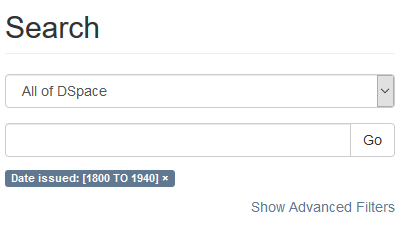 Search
All of DSpace
Go
Date issued: [1800 TO 1940] ×
Show Advanced Filters